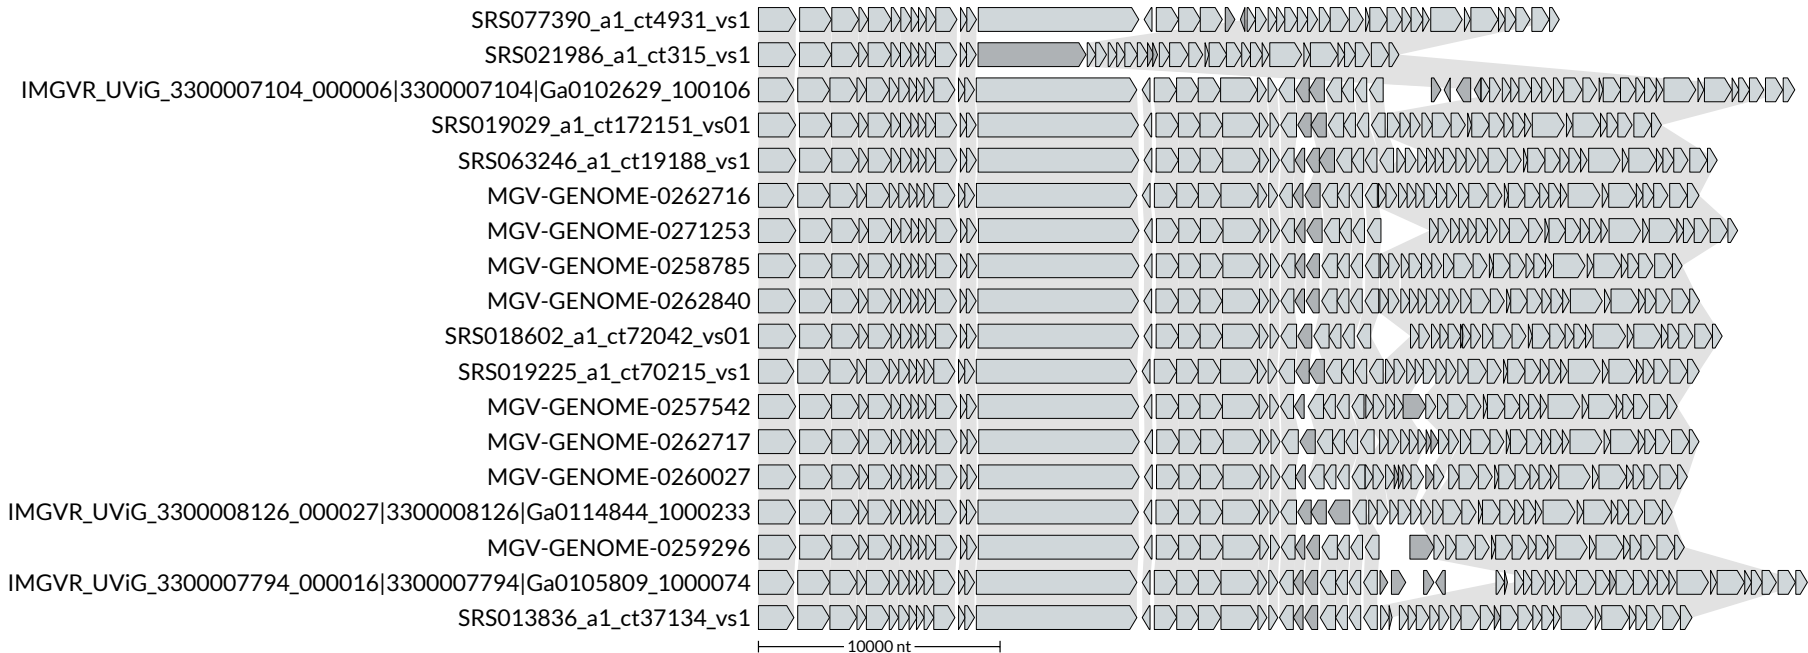 SRS077390_a1_ct4931_vs1
SRS021986_a1_ct315_vs1
IMGVR_UViG_3300007104_000006|3300007104|Ga0102629_100106
SRS019029_a1_ct172151_vs01
SRS063246_a1_ct19188_vs1
MGV-GENOME-0262716
MGV-GENOME-0271253
MGV-GENOME-0258785
MGV-GENOME-0262840
SRS018602_a1_ct72042_vs01
SRS019225_a1_ct70215_vs1
MGV-GENOME-0257542
MGV-GENOME-0262717
MGV-GENOME-0260027
IMGVR_UViG_3300008126_000027|3300008126|Ga0114844_1000233
MGV-GENOME-0259296
IMGVR_UViG_3300007794_000016|3300007794|Ga0105809_1000074
SRS013836_a1_ct37134_vs1
10000 nt